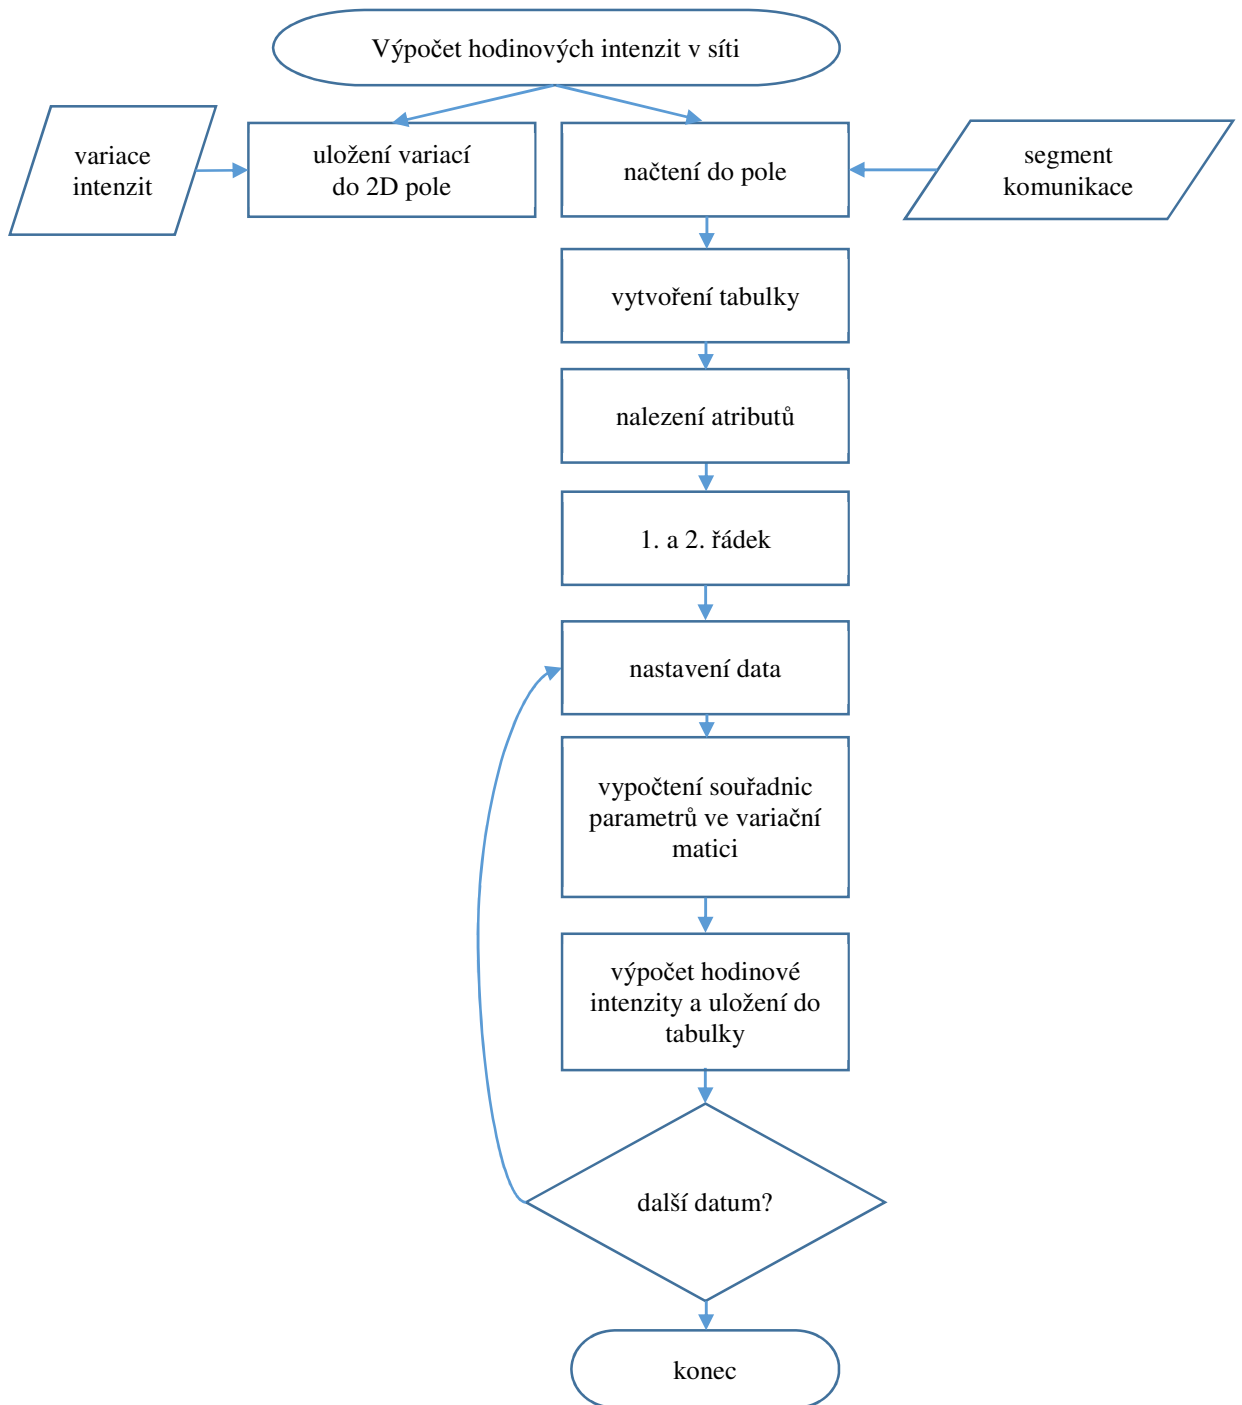 Výpočet hodinových intenzit v síti
variace
intenzit
uložení variací
do 2D pole
načtení do pole
segment
komunikace
vytvoření tabulky
nalezení atributů
1. a 2. řádek
nastavení data
vypočtení souřadnic
parametrů ve variační
matici
výpočet hodinové
intenzity a uložení do
tabulky
další datum?
konec